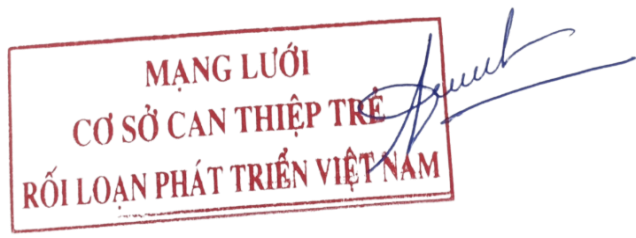 MẠNG LƯỚI
CƠ SỞ CAN THIỆP TRẺ
RỐI LOẠN PHÁT TRIỂN VIỆT NAM